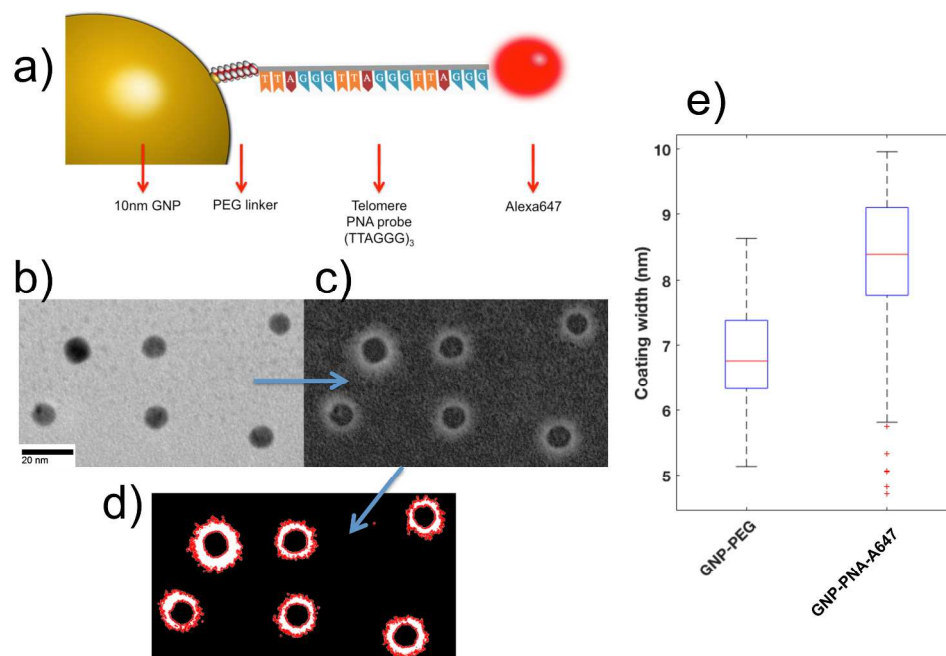 a)
TTAGGGTTAGGGTTAGGG
10nm GNP
PEG linker
Telomere
PNA probe
(TTAGGG)₃
Alexa647
b)
20 nm
c)
d)
e)
Coating width (nm)
10
9
8
7
6
5
GNP-PEG
GNP-PNA-A647